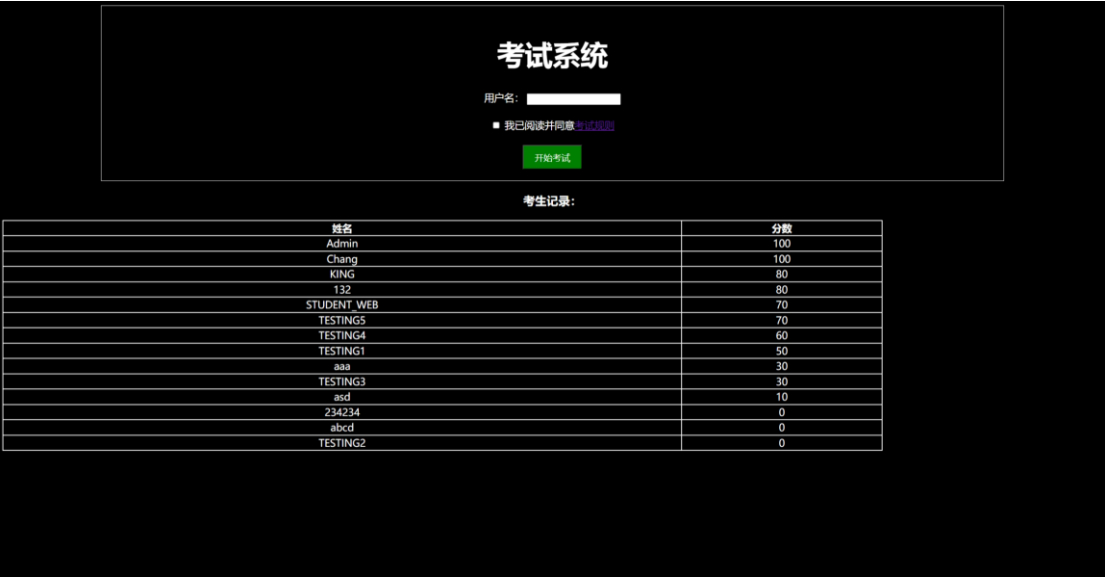 考试系统
用户名：
我已阅读并同意考试规则
开始考试
考生记录：
姓名 分数
Admin 100
Chang 100
KING 80
132 80
STUDENT_WEB 70
TESTING5 70
TESTING4 60
TESTING1 50
aaa 30
TESTING3 30
asd 10
234234 0
abcd 0
TESTING2 0